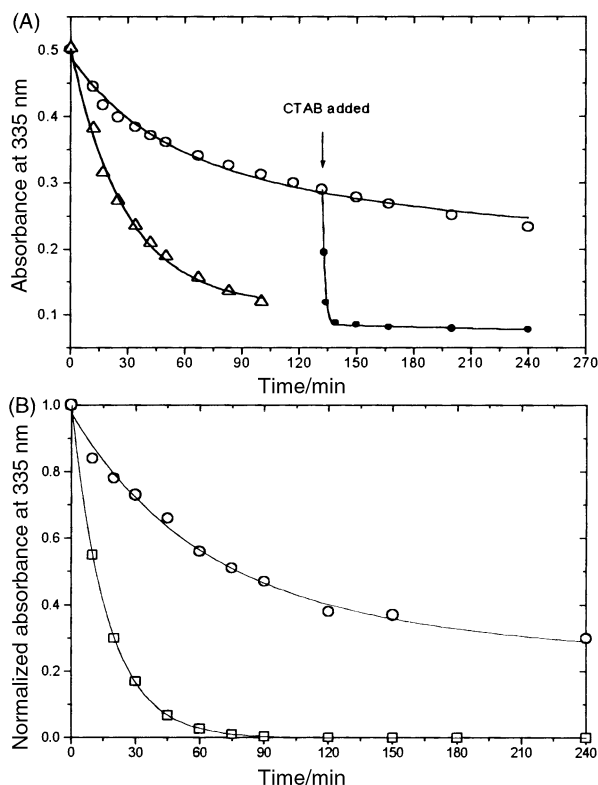 (A)
Absorbance at 335 nm
0.5
0.4
0.3
0.2
0.1
CTAB added
0 30 60 90 120 150 180 210 240 270
Time/min
(B)
Normalized absorbance at 335 nm
1.0
0.8
0.6
0.4
0.2
0.0
0 30 60 90 120 150 180 210 240
Time/min